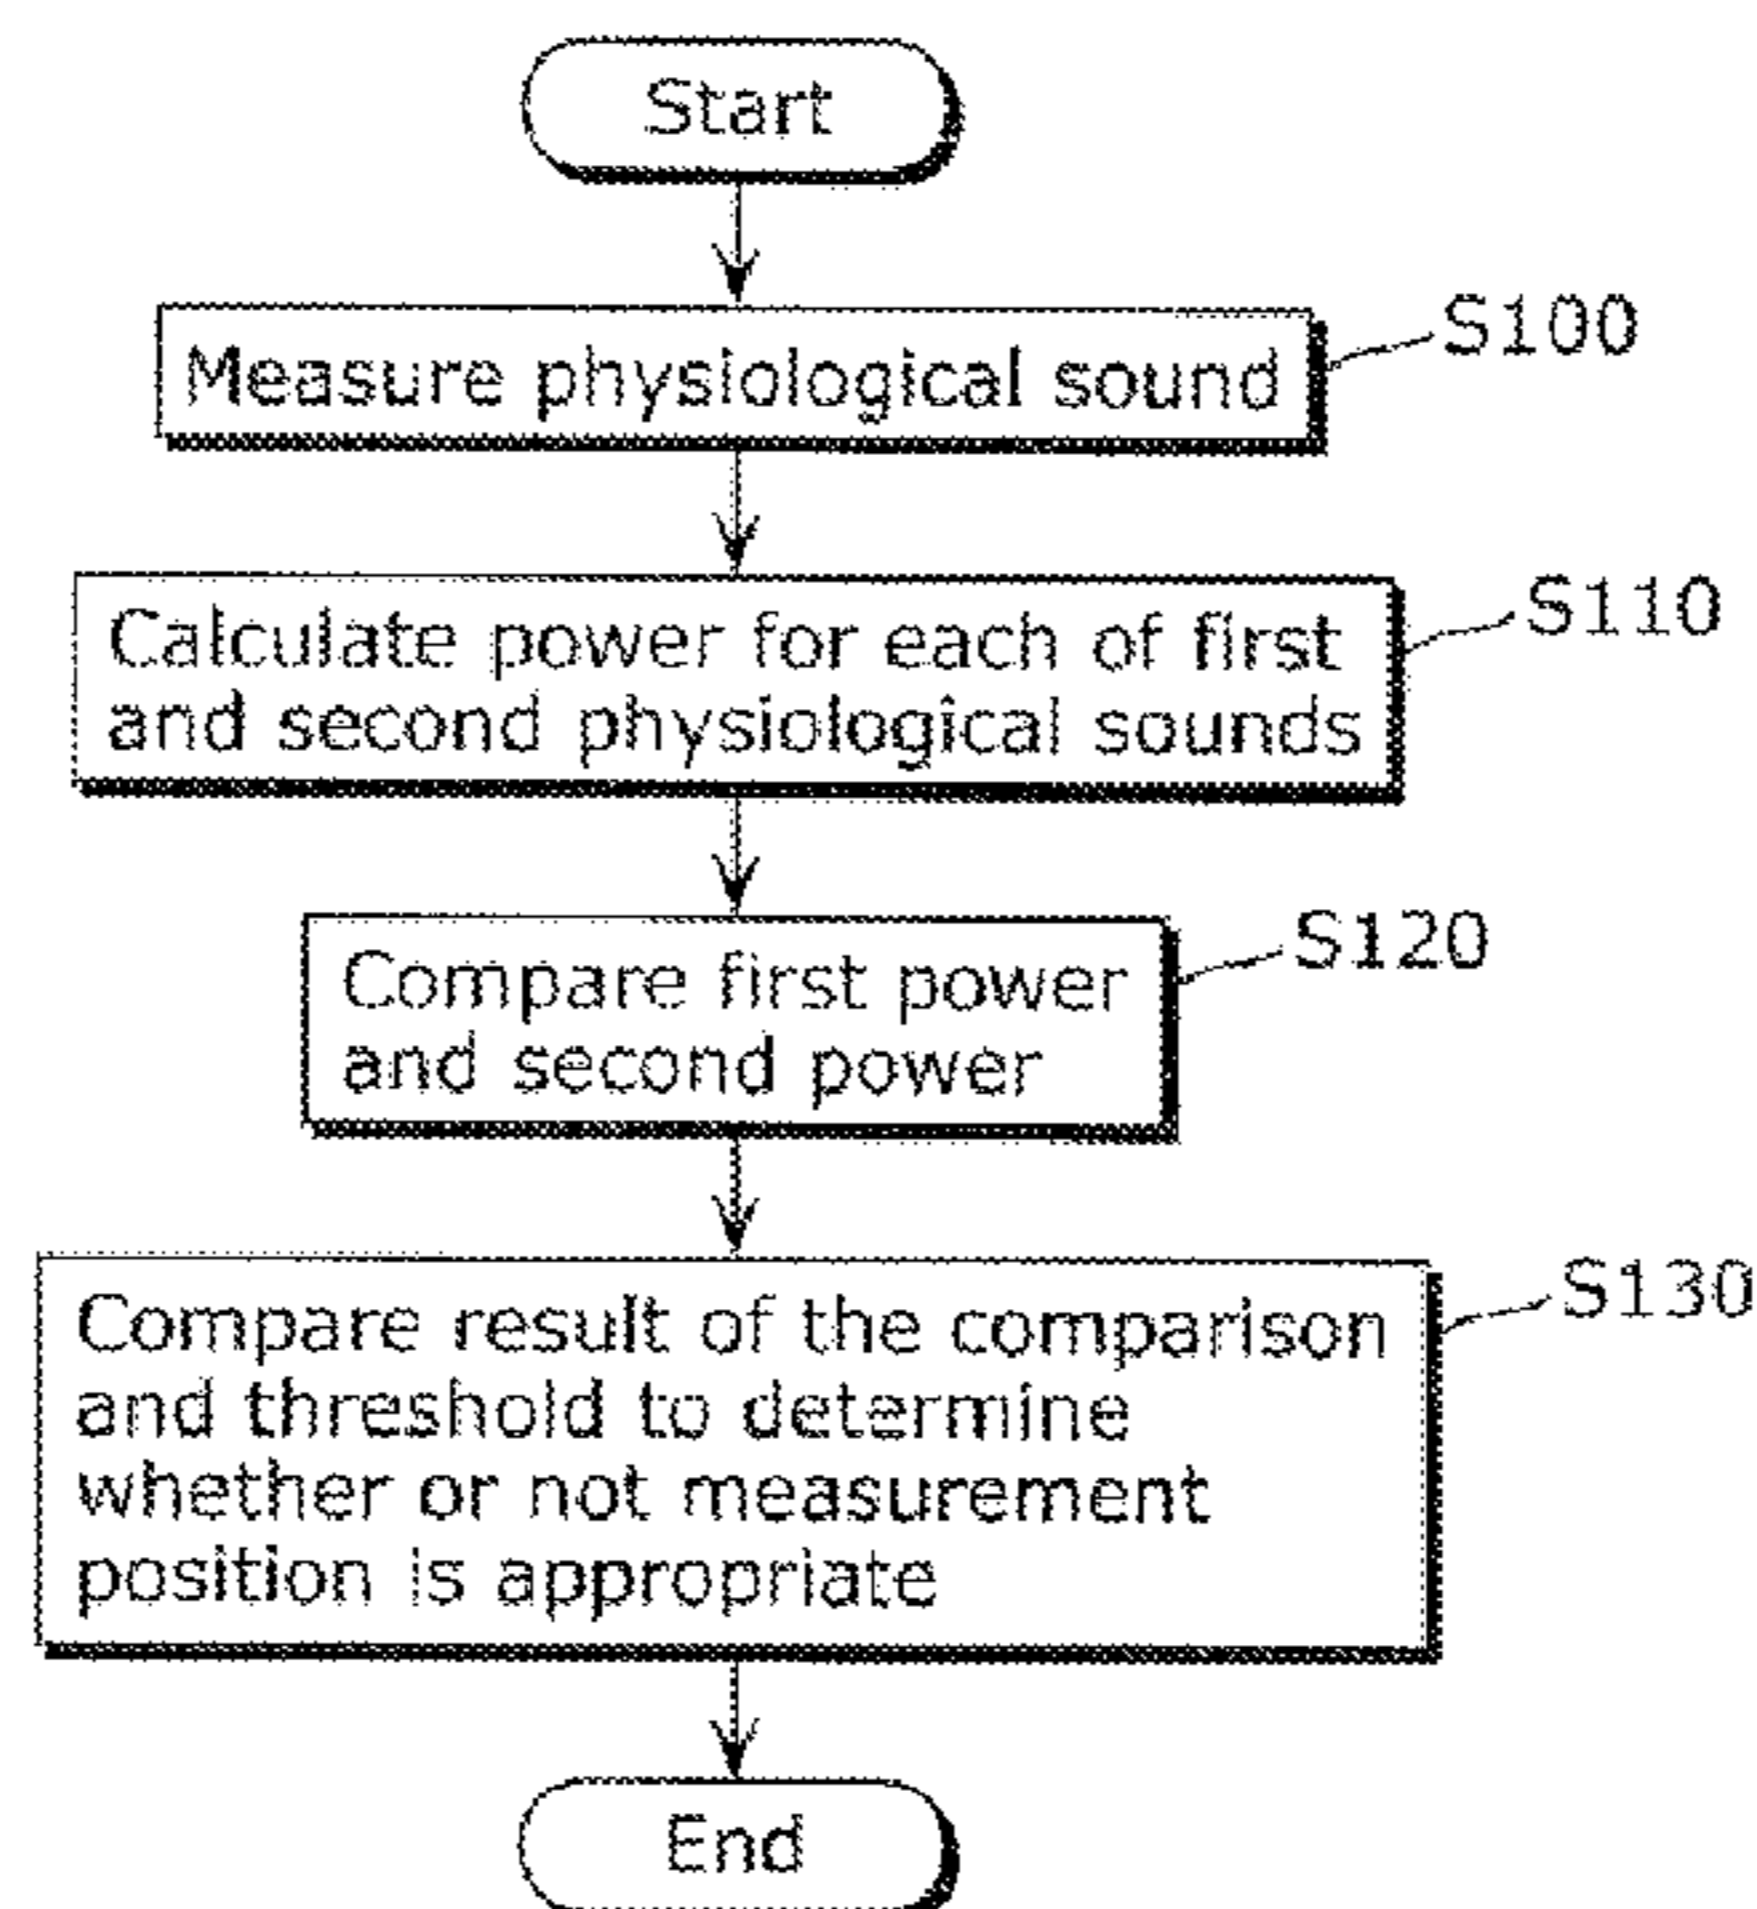 Start
Measure physiological sound
S100
Calculate power for each of first
and second physiological sounds
S110
Compare first power
and second power
S120
Compare result of the comparison
and threshold to determine
whether or not measurement
position is appropriate
S130
End